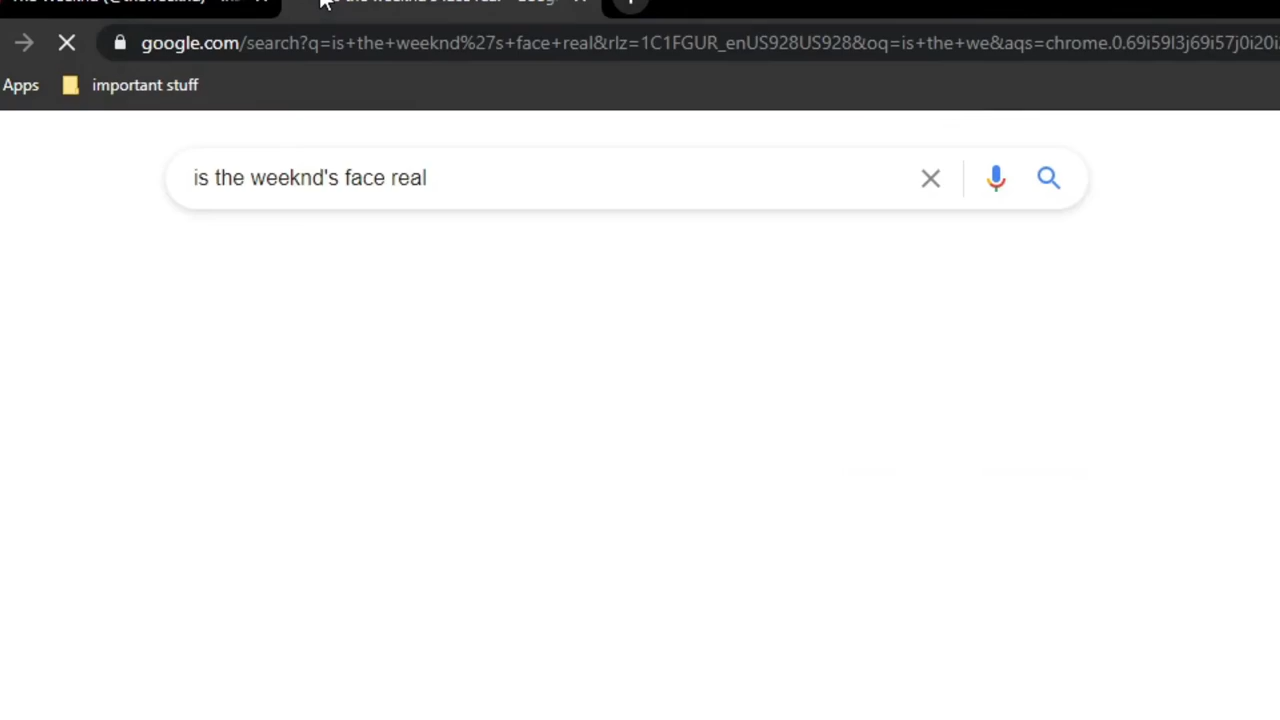 google.com/search?q=is+the+weeknd%27s+face+real&rlz=1C1FGUR_enUS928US928&oq=is+the+we&aqs=chrome.0.69i59l3j69i57j0i20i
Apps important stuff
is the weeknd's face real